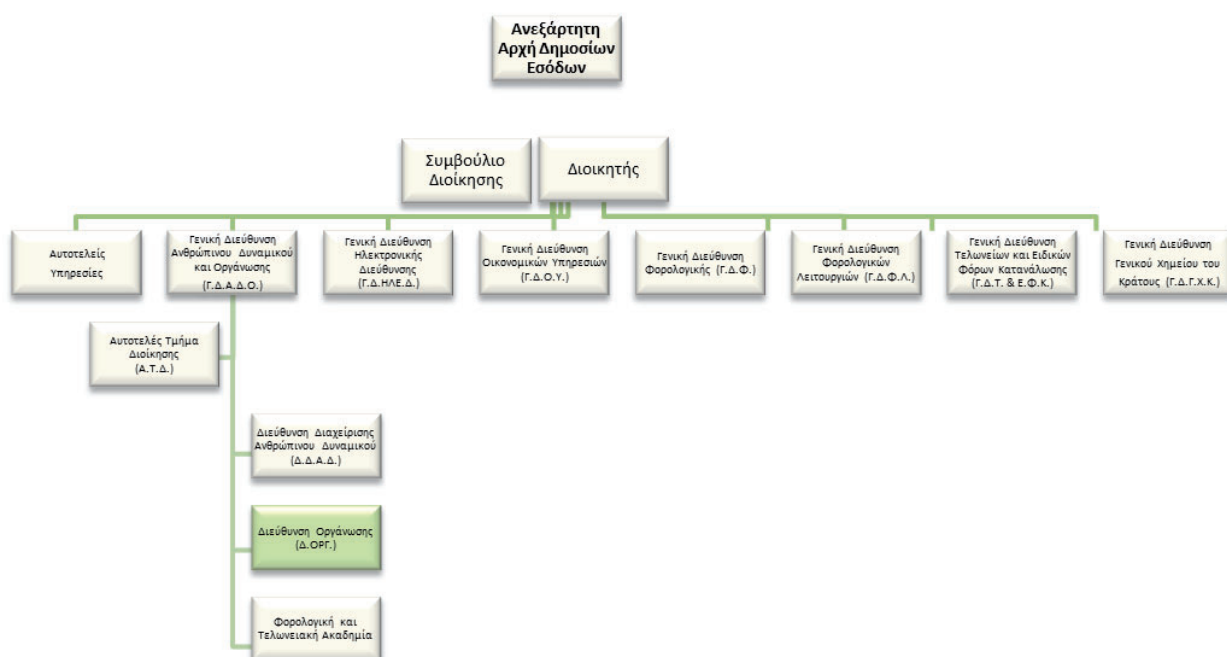 Ανεξάρτητη
Αρχή Δημοσίων
Εσόδων
Συμβούλιο
Διοίκησης
Διοικητής
Αυτοτελείς
Υπηρεσίες
Γενική Διεύθυνση
Ανθρώπινου Δυναμικού
και Οργάνωσης
(Γ.Δ.Α.Δ.Ο.)
Γενική Διεύθυνση
Ηλεκτρονικής
Διεύθυνσης
(Γ.Δ.ΗΛΕ.Δ.)
Γενική Διεύθυνση
Οικονομικών Υπηρεσιών
(Γ.Δ.Ο.Υ.)
Γενική Διεύθυνση
Φορολογικής (Γ.Δ.Φ.)
Γενική Διεύθυνση
Φορολογικών
Λειτουργιών (Γ.Δ.Φ.Λ.)
Γενική Διεύθυνση
Τελωνείων και Ειδικών
Φόρων Κατανάλωσης
(Γ.Δ.Τ. & Ε.Φ.Κ.)
Γενική Διεύθυνση
Γενικού Χημείου του
Κράτους (Γ.Δ.Γ.Χ.Κ.)
Αυτοτελές Τμήμα
Διοίκησης
(Α.Τ.Δ.)
Διεύθυνση Διαχείρισης
Ανθρώπινου Δυναμικού
(Δ.Δ.Α.Δ.)
Διεύθυνση Οργάνωσης
(Δ.ΟΡΓ.)
Φορολογική και
Τελωνειακή Ακαδημία